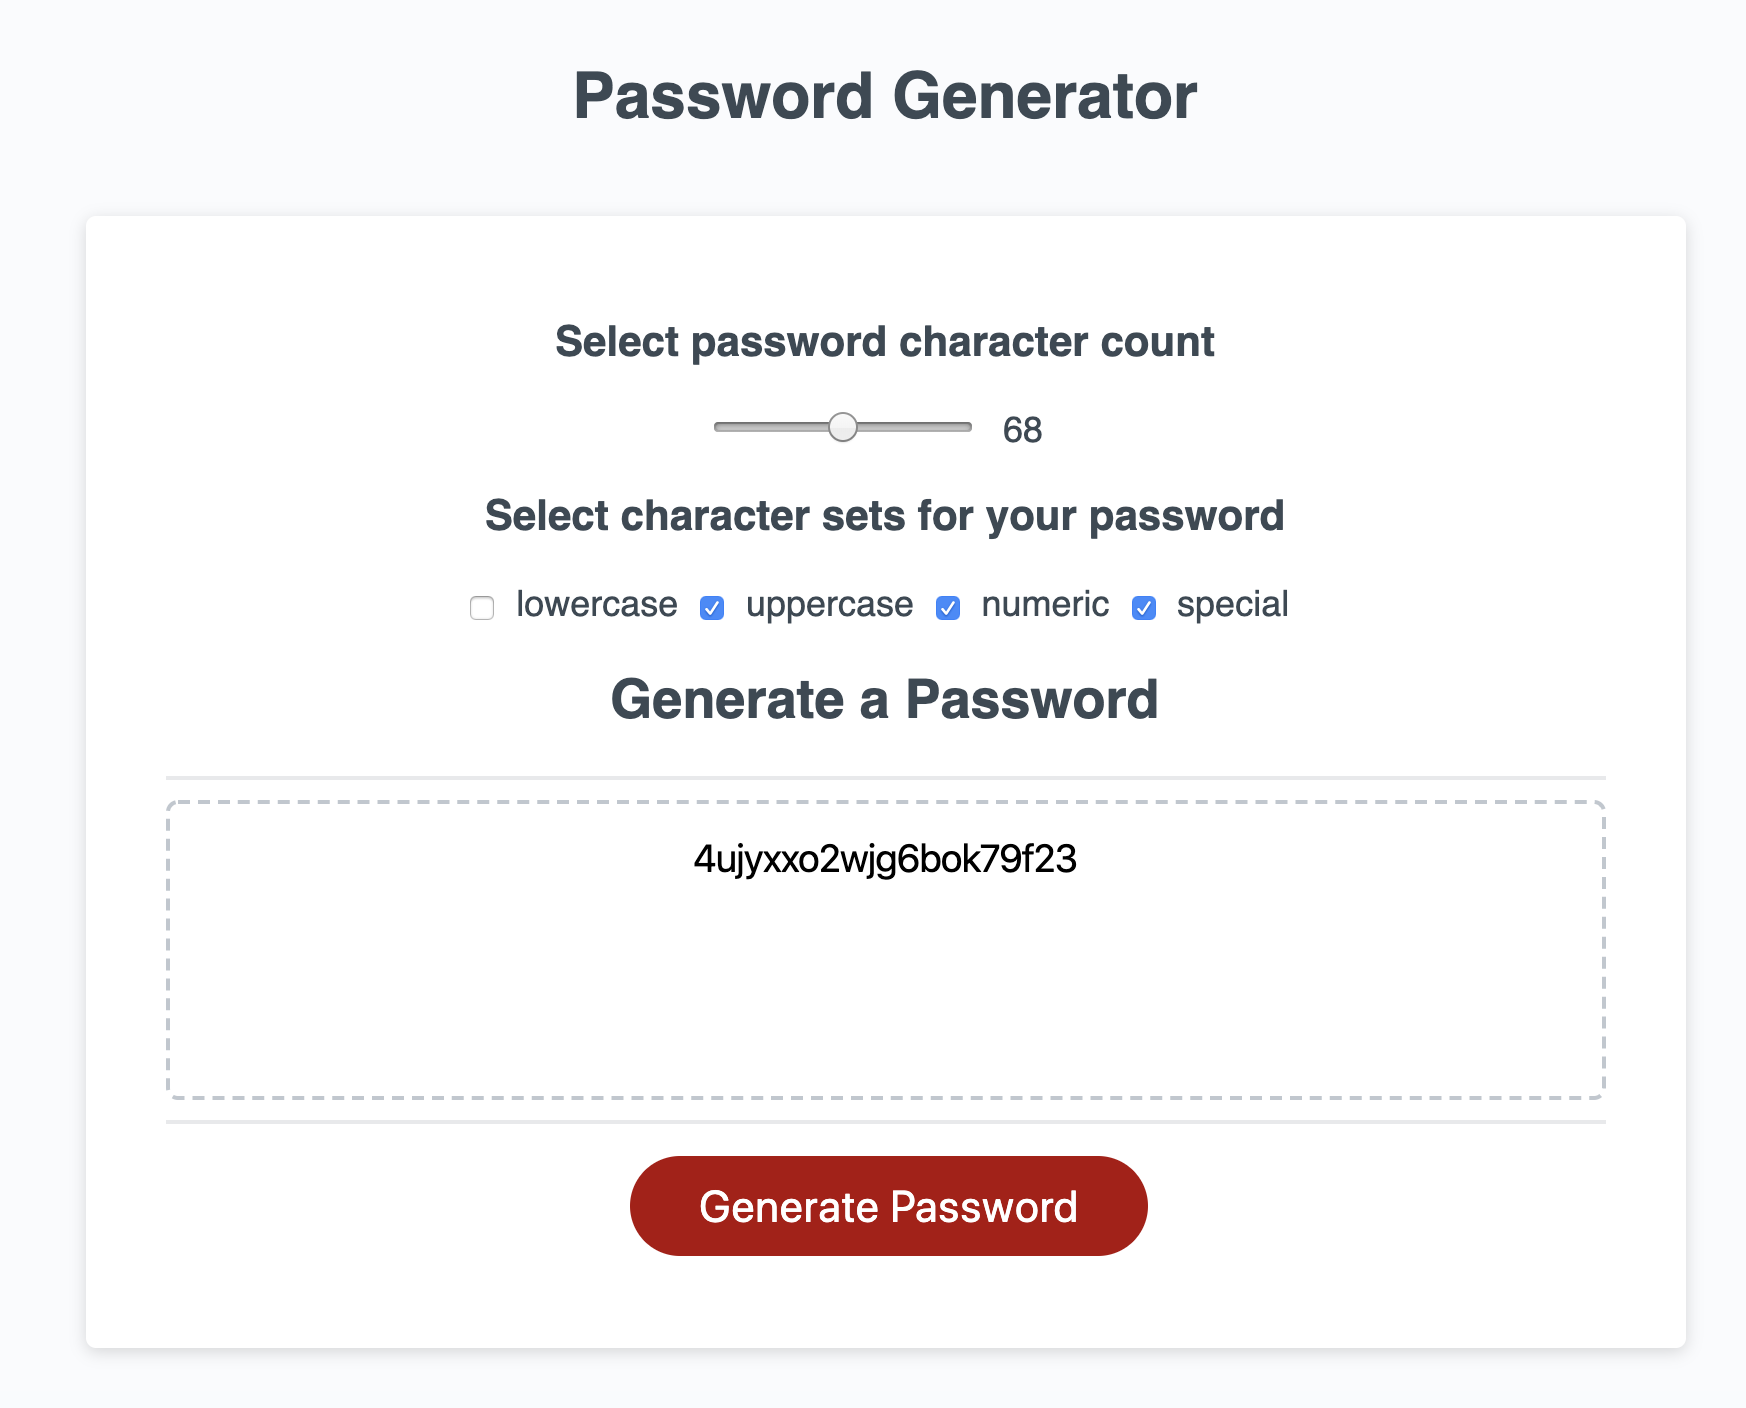 Password Generator
Select password character count
68
Select character sets for your password
lowercase uppercase numeric special
Generate a Password
4ujyxxo2wjg6bok79f23
Generate Password